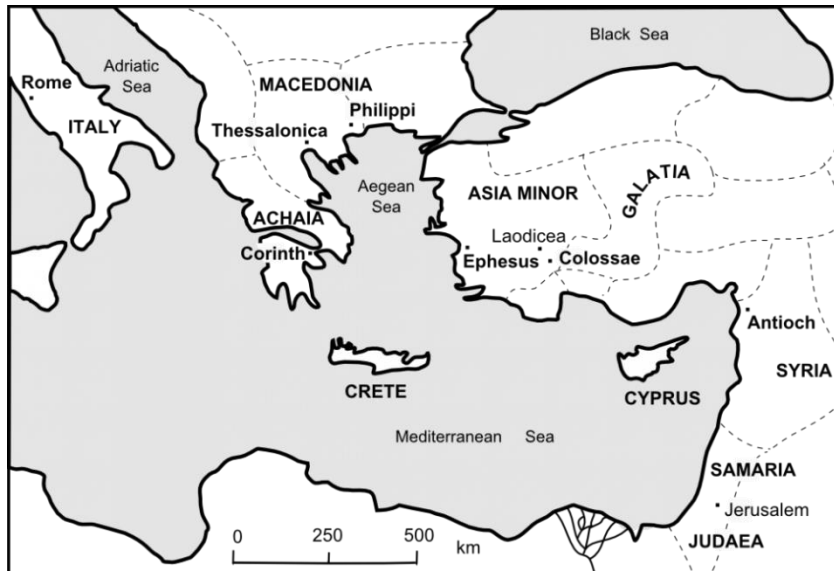 Black Sea
Adriatic
Sea
Rome
MACEDONIA
Philippi
ITALY
Thessalonica
Aegean
Sea
ASIA MINOR
GALATIA
ACHAIA
Laodicea
Corinth
Ephesus
Colossae
Antioch
SYRIA
CRETE
CYPRUS
Mediterranean Sea
SAMARIA
Jerusalem
JUDAEA
0 250 500 km